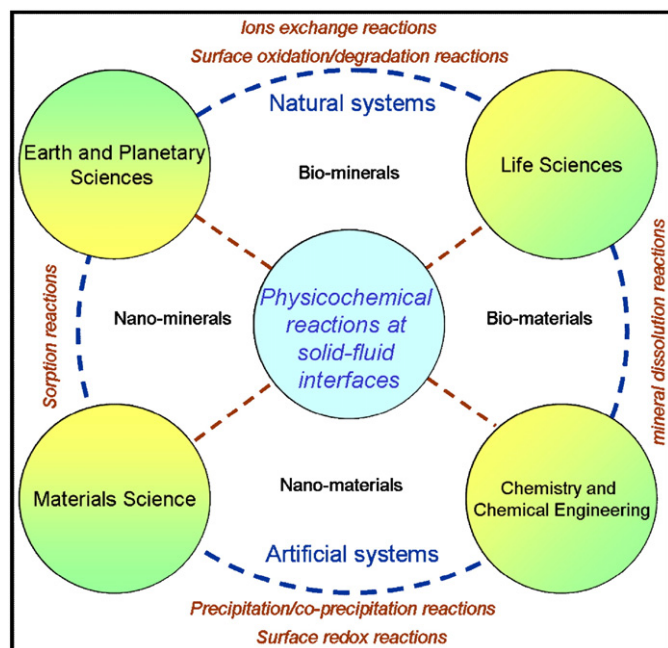 Ions exchange reactions
Surface oxidation/degradation reactions
Natural systems
Earth and Planetary
Sciences
Bio-minerals
Life Sciences
Sorption reactions
Nano-minerals
Physicochemical
reactions at
solid-fluid
interfaces
Bio-materials
mineral dissolution reactions
Materials Science
Nano-materials
Chemistry and
Chemical Engineering
Artificial systems
Precipitation/co-precipitation reactions
Surface redox reactions